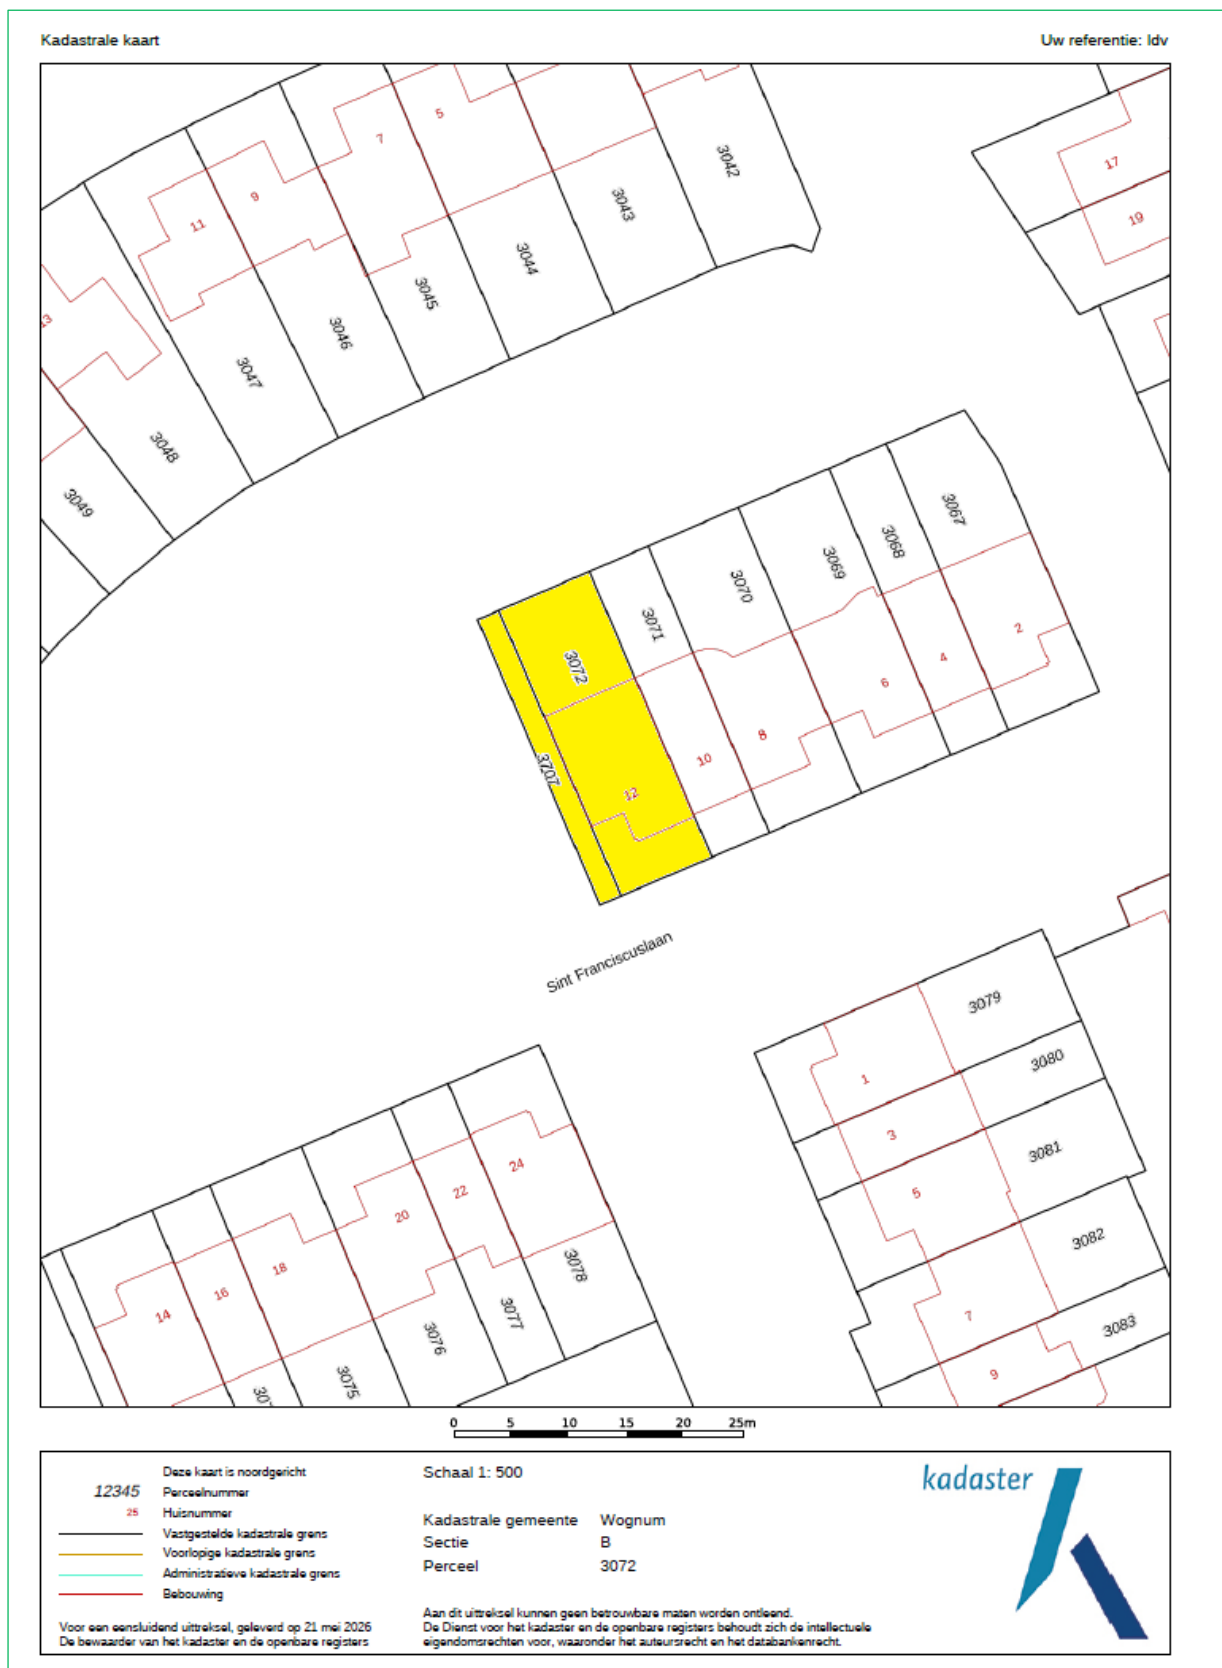 Kadastrale kaart
Uw referentie: ldv
5
7
9
11
13
17
19
3042
3043
3044
3045
3046
3047
3048
3049
3067
3068
3069
3070
3071
3072
3707
2
4
6
8
10
12
Sint Franciscuslaan
3079
3080
3081
3082
3083
1
3
5
7
9
24
22
20
18
16
14
3078
3077
3076
3075
307
0 5 10 15 20 25m
Deze kaart is noordgericht
12345 Perceelnummer
25 Huisnummer
Vastgestelde kadastrale grens
Voorlopige kadastrale grens
Administratieve kadastrale grens
Bebouwing
Voor een eensluidend uittreksel, geleverd op 21 mei 2026
De bewaarder van het kadaster en de openbare registers
Schaal 1: 500
Kadastrale gemeente Wognum
Sectie B
Perceel 3072
Aan dit uittreksel kunnen geen betrouwbare maten worden ontleend.
De Dienst voor het kadaster en de openbare registers behoudt zich de intellectuele
eigendomsrechten voor, waaronder het auteursrecht en het databankenrecht.
kadaster